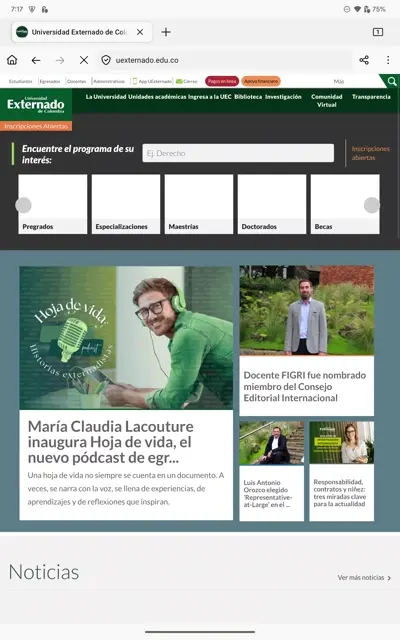 7:17
75%
Universidad Externado de Colo
1
uexternado.edu.co
Estudiantes
Egresados
Docentes
Administrativos
App UExternado
Correo
Pagos en línea
Apoyo financiero
Más
Universidad
Externado
de Colombia
La Universidad
Unidades académicas
Ingresa a la UEC
Biblioteca
Investigación
Comunidad
Virtual
Transparencia
Inscripciones Abiertas
Encuentre el programa de su
interés:
Ej. Derecho
Inscripciones
abiertas
Pregrados
Especializaciones
Maestrías
Doctorados
Becas
Hoja de vida:
podcast
Historias externadistas
María Claudia Lacouture
inaugura Hoja de vida, el
nuevo pódcast de egr...
Una hoja de vida no siempre se cuenta en un documento. A
veces, se narra con la voz, se llena de experiencias, de
aprendizajes y de reflexiones que inspiran.
Docente FIGRI fue nombrado
miembro del Consejo
Editorial Internacional
Luis Antonio
Orozco elegido
'Representative-
at-Large' en el ...
Responsabilidad,
contratos y niñez:
tres miradas clave
para la actualidad
Noticias
Ver más noticias